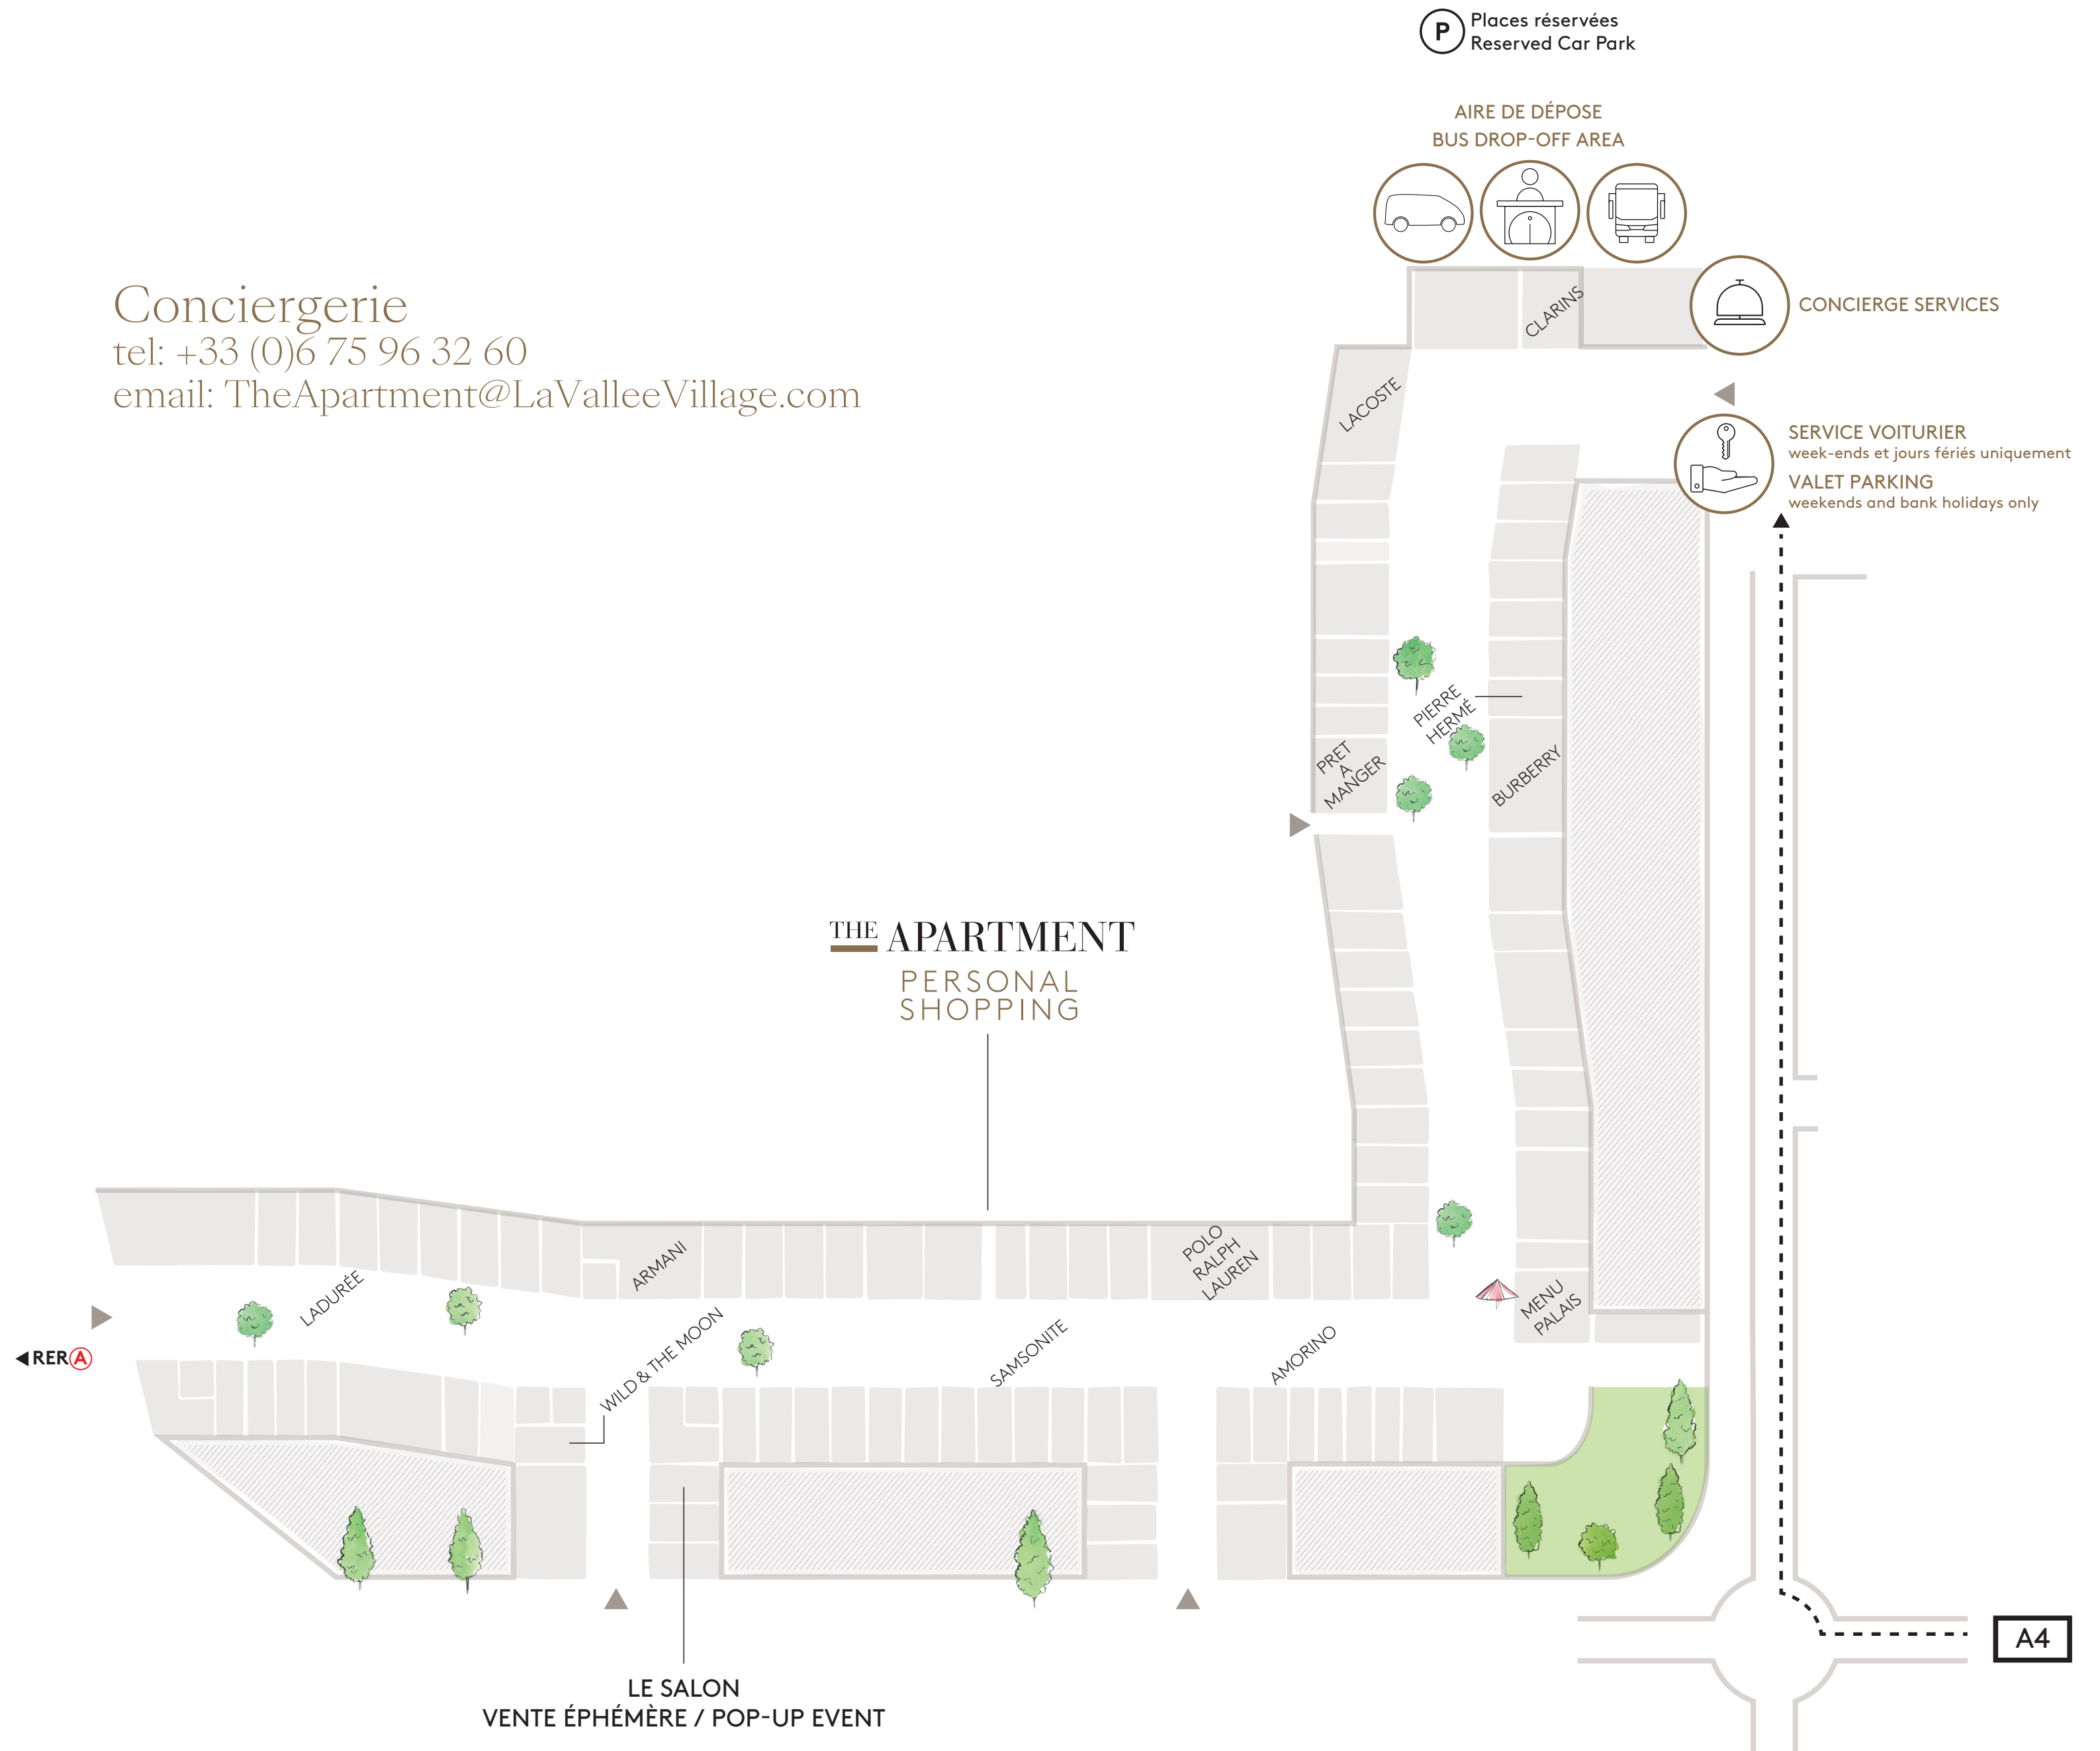 P
Places réservées
Reserved Car Park
AIRE DE DÉPOSE
BUS DROP-OFF AREA
CLARINS
CONCIERGE SERVICES
Conciergerie
tel: +33 (0)6 75 96 32 60
email: TheApartment@LaValleeVillage.com
LACOSTE
SERVICE VOITURIER
week-ends et jours fériés uniquement
VALET PARKING
weekends and bank holidays only
PIERRE
HERMÉ
PRET
A
MANGER
BURBERRY
THE APARTMENT
PERSONAL
SHOPPING
ARMANI
POLO
RALPH
LAUREN
LADURÉE
MENU
PALAIS
WILD & THE MOON
SAMSONITE
AMORINO
RER A
A4
LE SALON
VENTE ÉPHÉMÈRE / POP-UP EVENT